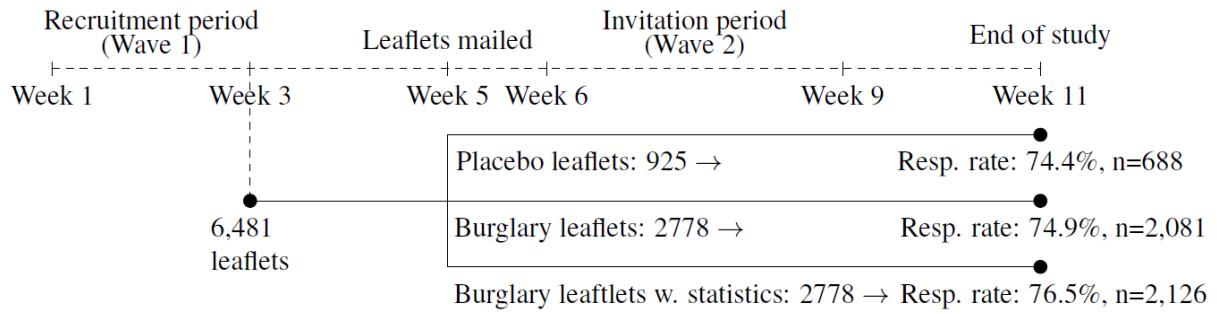 Recruitment period
(Wave 1)
Leaflets mailed
Invitation period
(Wave 2)
End of study
Week 1
Week 3
Week 5
Week 6
Week 9
Week 11
Placebo leaflets: 925 →
Resp. rate: 74.4%, n=688
6,481
leaflets
Burglary leaflets: 2778 →
Resp. rate: 74.9%, n=2,081
Burglary leaftlets w. statistics: 2778 →
Resp. rate: 76.5%, n=2,126